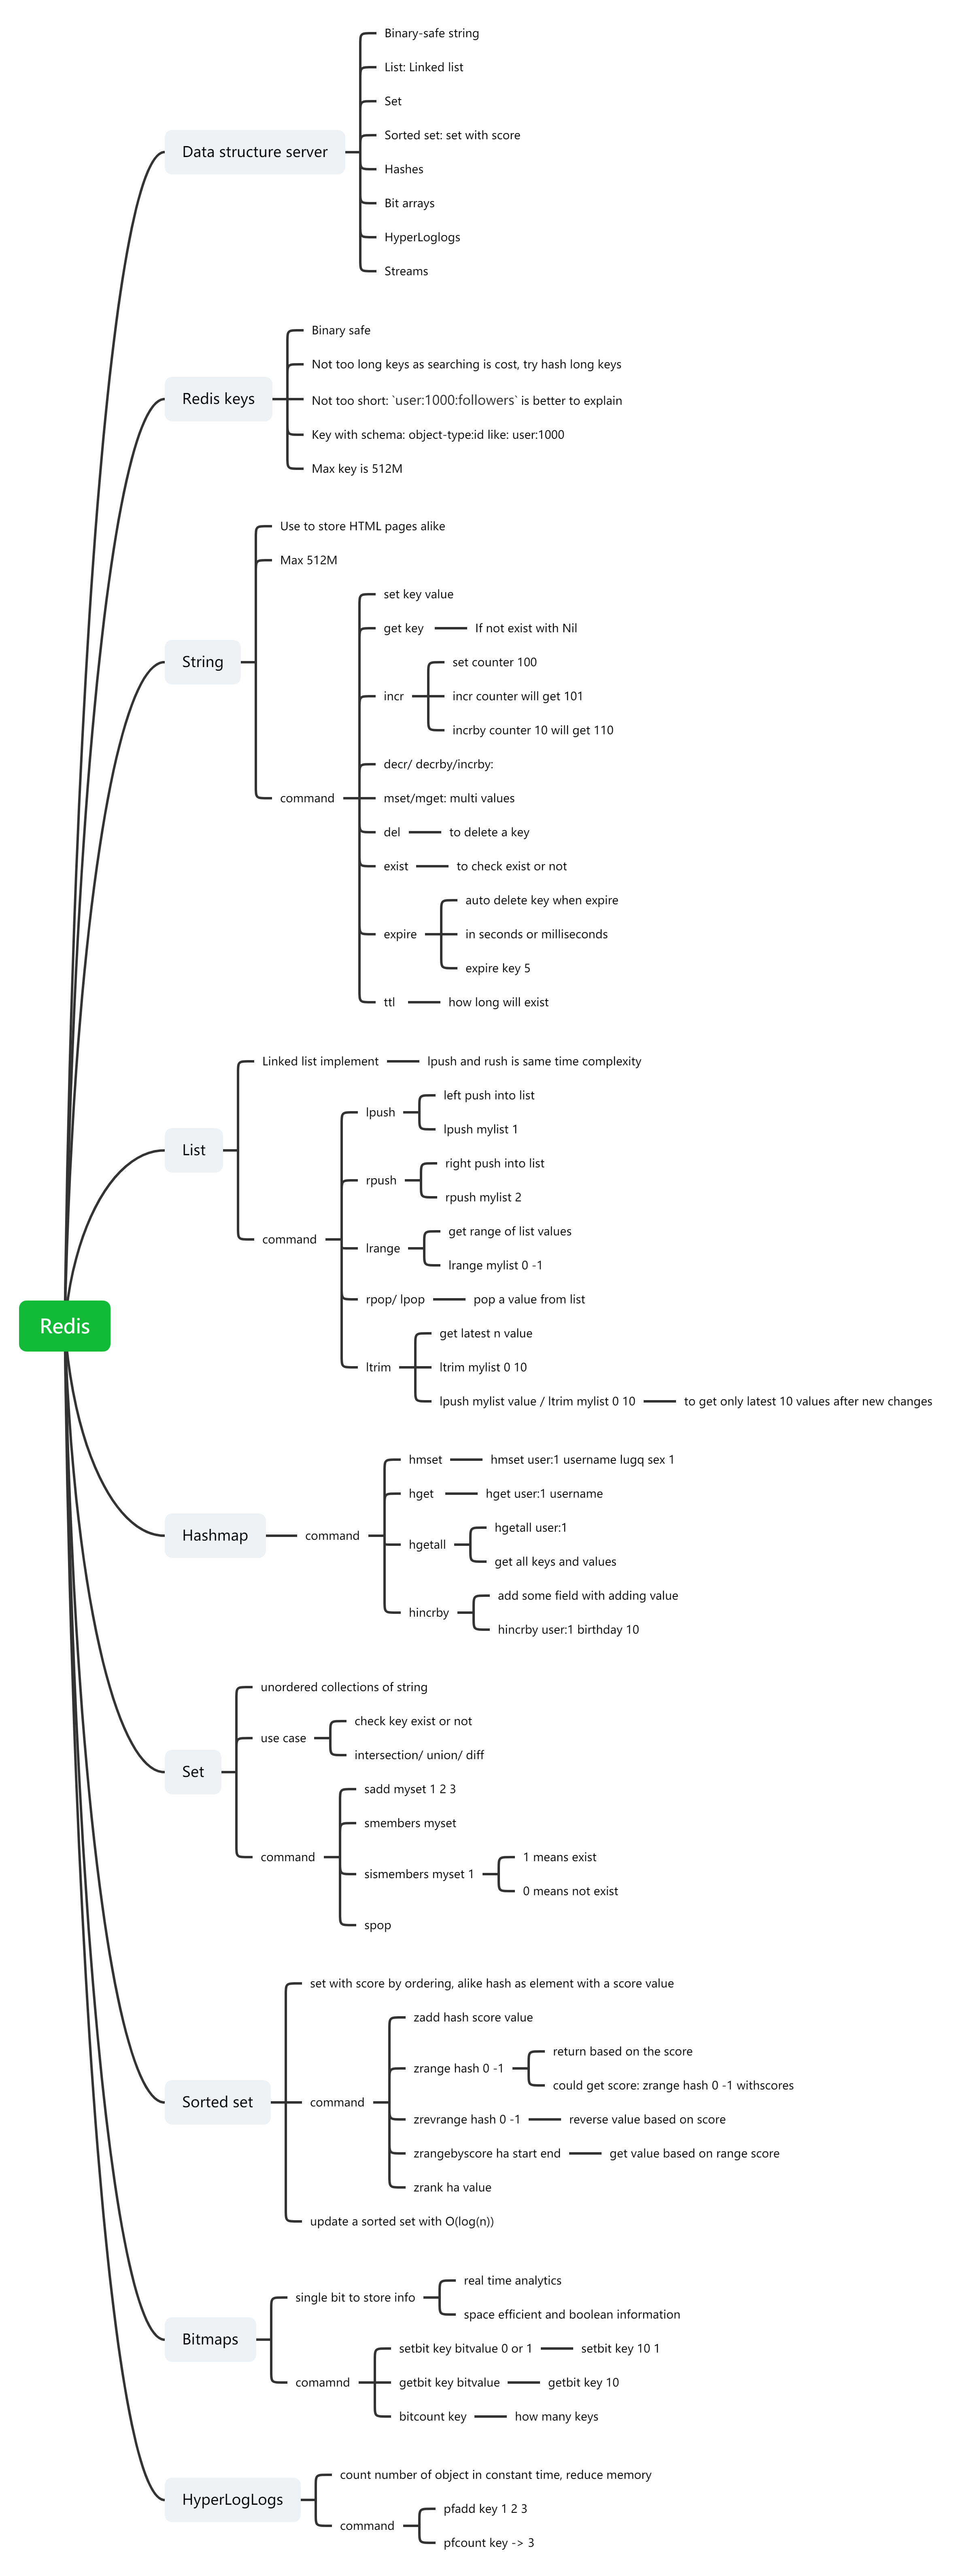 Redis
Data structure server
Binary-safe string
List: Linked list
Set
Sorted set: set with score
Hashes
Bit arrays
HyperLoglogs
Streams
Redis keys
Binary safe
Not too long keys as searching is cost, try hash long keys
Not too short: `user:1000:followers` is better to explain
Key with schema: object-type:id like: user:1000
Max key is 512M
String
Use to store HTML pages alike
Max 512M
command
set key value
get key
If not exist with Nil
incr
set counter 100
incr counter will get 101
incrby counter 10 will get 110
decr/ decrby/incrby:
mset/mget: multi values
del
to delete a key
exist
to check exist or not
expire
auto delete key when expire
in seconds or milliseconds
expire key 5
ttl
how long will exist
List
Linked list implement
lpush and rush is same time complexity
command
lpush
left push into list
lpush mylist 1
rpush
right push into list
rpush mylist 2
lrange
get range of list values
lrange mylist 0 -1
rpop/ lpop
pop a value from list
ltrim
get latest n value
ltrim mylist 0 10
lpush mylist value / ltrim mylist 0 10
to get only latest 10 values after new changes
Hashmap
command
hmset
hmset user:1 username lugq sex 1
hget
hget user:1 username
hgetall
hgetall user:1
get all keys and values
hincrby
add some field with adding value
hincrby user:1 birthday 10
Set
unordered collections of string
use case
check key exist or not
intersection/ union/ diff
command
sadd myset 1 2 3
smembers myset
sismembers myset 1
1 means exist
0 means not exist
spop
Sorted set
set with score by ordering, alike hash as element with a score value
command
zadd hash score value
zrange hash 0 -1
return based on the score
could get score: zrange hash 0 -1 withscores
zrevrange hash 0 -1
reverse value based on score
zrangebyscore ha start end
get value based on range score
zrank ha value
update a sorted set with O(log(n))
Bitmaps
single bit to store info
real time analytics
space efficient and boolean information
comamnd
setbit key bitvalue 0 or 1
setbit key 10 1
getbit key bitvalue
getbit key 10
bitcount key
how many keys
HyperLogLogs
count number of object in constant time, reduce memory
command
pfadd key 1 2 3
pfcount key -> 3